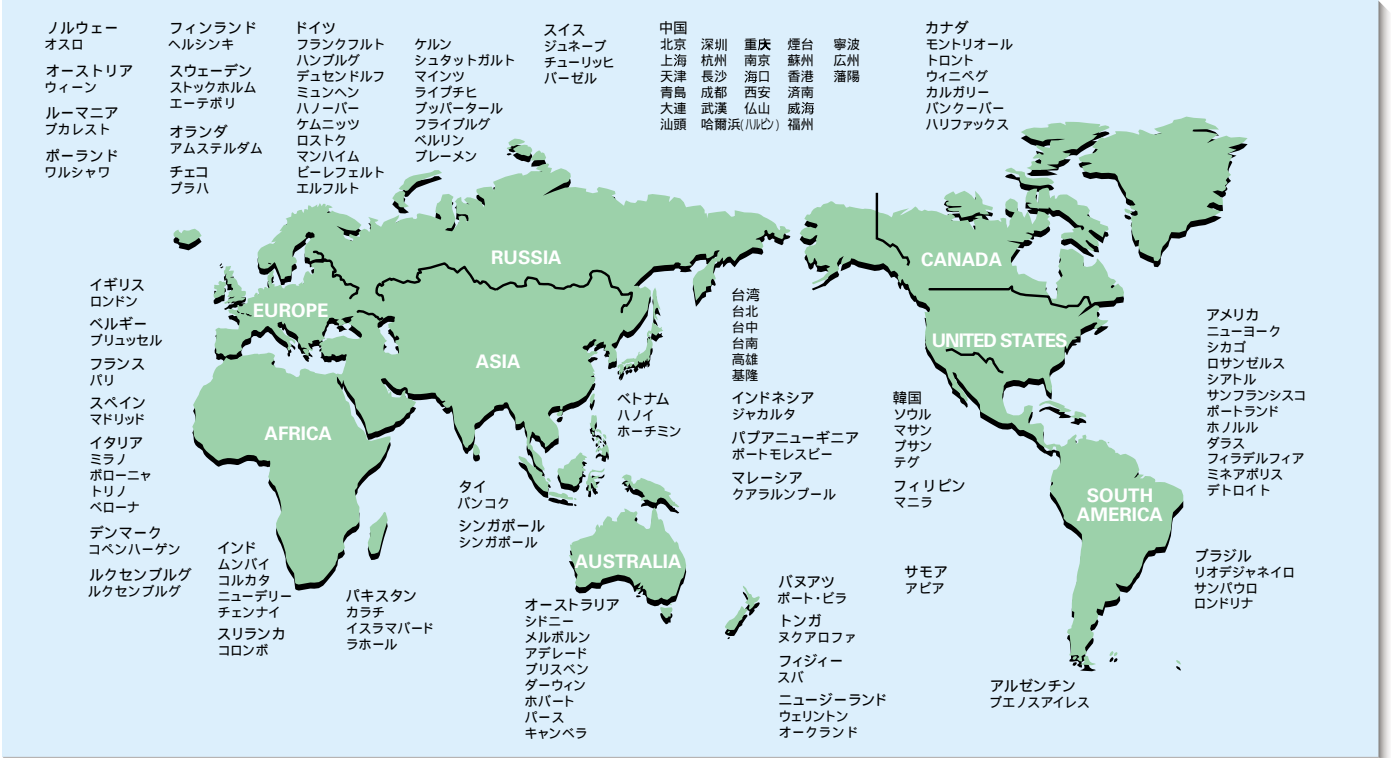 ノルウェー
オスロ
オーストリア
ウィーン
ルーマニア
ブカレスト
ポーランド
ワルシャワ
フィンランド
ヘルシンキ
スウェーデン
ストックホルム
エーテボリ
オランダ
アムステルダム
チェコ
プラハ
ドイツ
フランクフルト
ハンブルグ
デュセンドルフ
ミュンヘン
ハノーバー
ケムニッツ
ロストク
マンハイム
ビーレフェルト
エルフルト
ケルン
シュタットガルト
マインツ
ライプチヒ
ブッパータール
フライブルグ
ベルリン
ブレーメン
スイス
ジュネーブ
チューリッヒ
バーゼル
中国
北京 深圳 重庆 煙台 寧波
上海 杭州 南京 蘇州 広州
天津 長沙 海口 香港 藩陽
青島 成都 西安 済南
大連 武漢 仏山 威海
汕頭 哈爾浜(ハルビン) 福州
カナダ
モントリオール
トロント
ウィニペグ
カルガリー
バンクーバー
ハリファックス
RUSSIA
CANADA
EUROPE
ASIA
UNITED STATES
AFRICA
SOUTH
AMERICA
AUSTRALIA
イギリス
ロンドン
ベルギー
ブリュッセル
フランス
パリ
スペイン
マドリッド
イタリア
ミラノ
ボローニャ
トリノ
ベローナ
デンマーク
コペンハーゲン
ルクセンブルグ
ルクセンブルグ
インド
ムンバイ
コルカタ
ニューデリー
チェンナイ
スリランカ
コロンボ
パキスタン
カラチ
イスラマバード
ラホール
タイ
バンコク
シンガポール
シンガポール
オーストラリア
シドニー
メルボルン
アデレード
ブリスベン
ダーウィン
ホバート
パース
キャンベラ
ベトナム
ハノイ
ホーチミン
台湾
台北
台中
台南
高雄
基隆
インドネシア
ジャカルタ
パプアニューギニア
ポートモレスビー
マレーシア
クアラルンプール
韓国
ソウル
マサン
プサン
テグ
フィリピン
マニラ
サモア
アピア
バヌアツ
ポート・ビラ
トンガ
ヌクアロファ
フィジィー
スバ
ニュージーランド
ウェリントン
オークランド
アメリカ
ニューヨーク
シカゴ
ロサンゼルス
シアトル
サンフランシスコ
ポートランド
ホノルル
ダラス
フィラデルフィア
ミネアポリス
デトロイト
ブラジル
リオデジャネイロ
サンパウロ
ロンドリナ
アルゼンチン
ブエノスアイレス